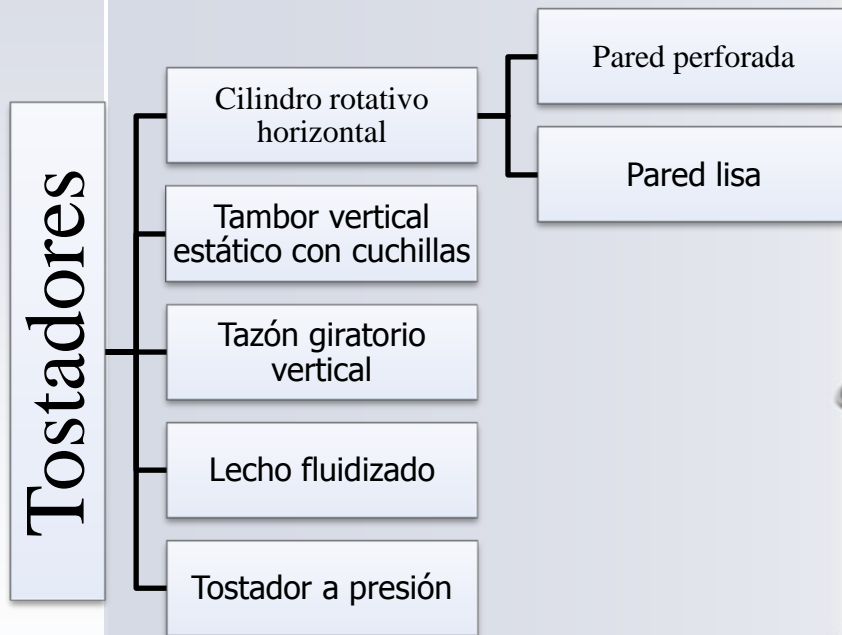 Tostadores
Cilindro rotativo
horizontal
Pared perforada
Pared lisa
Tambor vertical
estático con cuchillas
Tazón giratorio
vertical
Lecho fluidizado
Tostador a presión